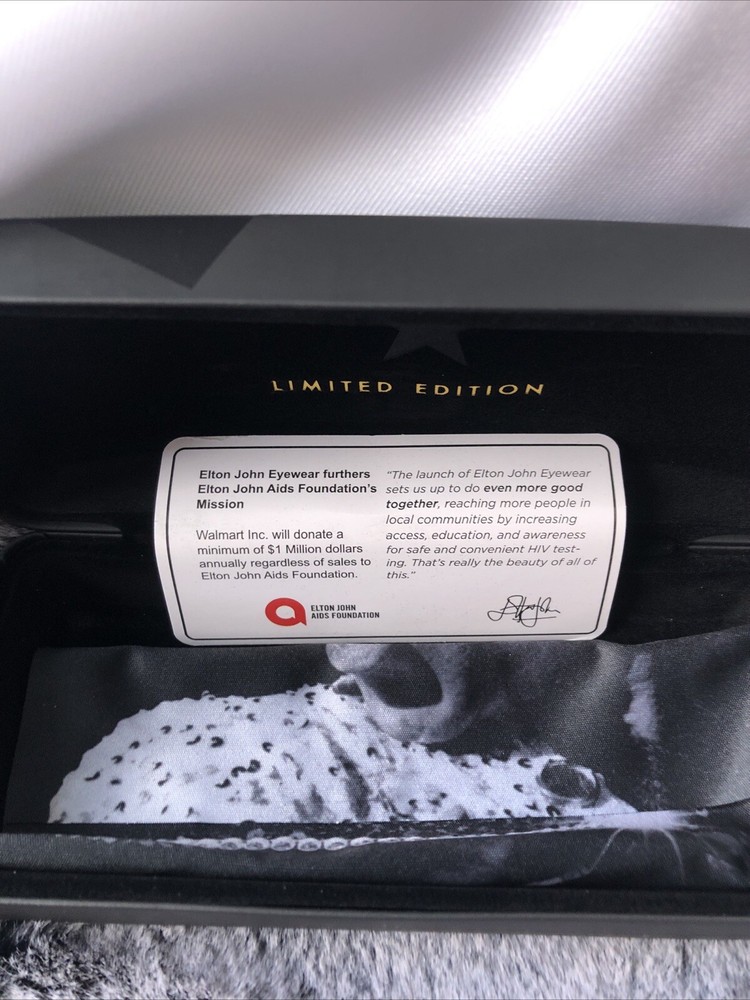 LIMITED EDITION
Elton John Eyewear furthers
Elton John Aids Foundation's
Mission
Walmart Inc. will donate a
minimum of $1 Million dollars
annually regardless of sales to
Elton John Aids Foundation.
ELTON JOHN
AIDS FOUNDATION
"The launch of Elton John Eyewear
sets us up to do even more good
together, reaching more people in
local communities by increasing
access, education, and awareness
for safe and convenient HIV test-
ing. That's really the beauty of all of
this."